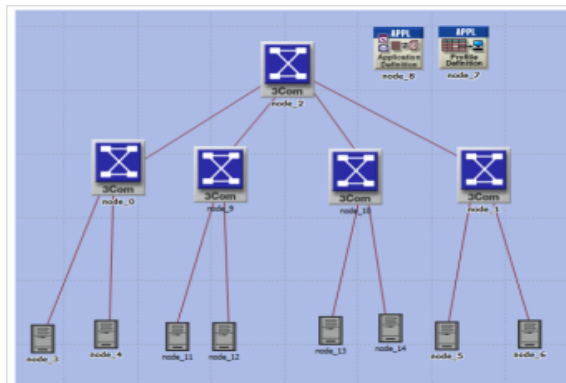 APPL
Application
Definition
node_8
APPL
Profile
Definition
node_7
3Com
node_2
3Com
node_0
3Com
node_9
3Com
node_10
3Com
node_1
node_3
node_4
node_11
node_12
node_13
node_14
node_5
node_6